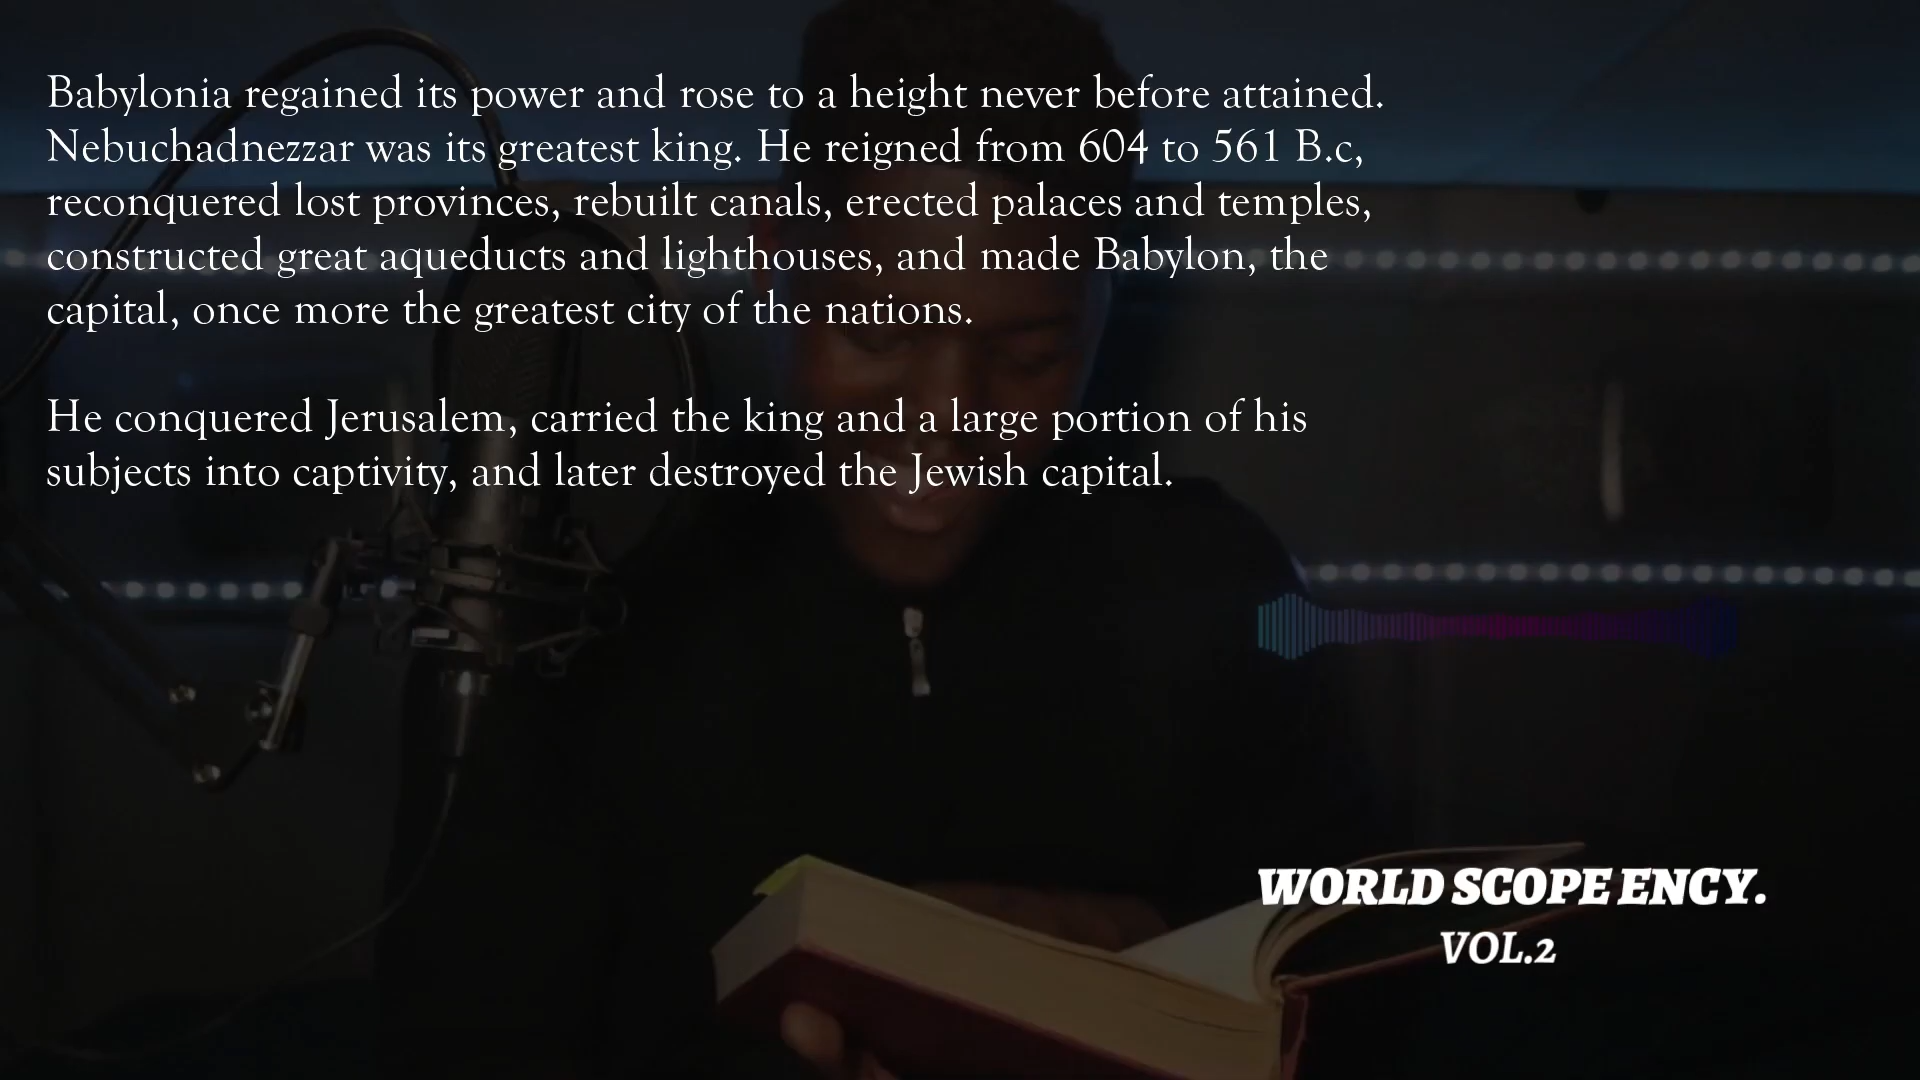 Babylonia regained its power and rose to a height never before attained.
Nebuchadnezzar was its greatest king. He reigned from 604 to 561 B.c,
reconquered lost provinces, rebuilt canals, erected palaces and temples,
constructed great aqueducts and lighthouses, and made Babylon, the
capital, once more the greatest city of the nations.
He conquered Jerusalem, carried the king and a large portion of his
subjects into captivity, and later destroyed the Jewish capital.
WORLD SCOPE ENCY.
VOL.2